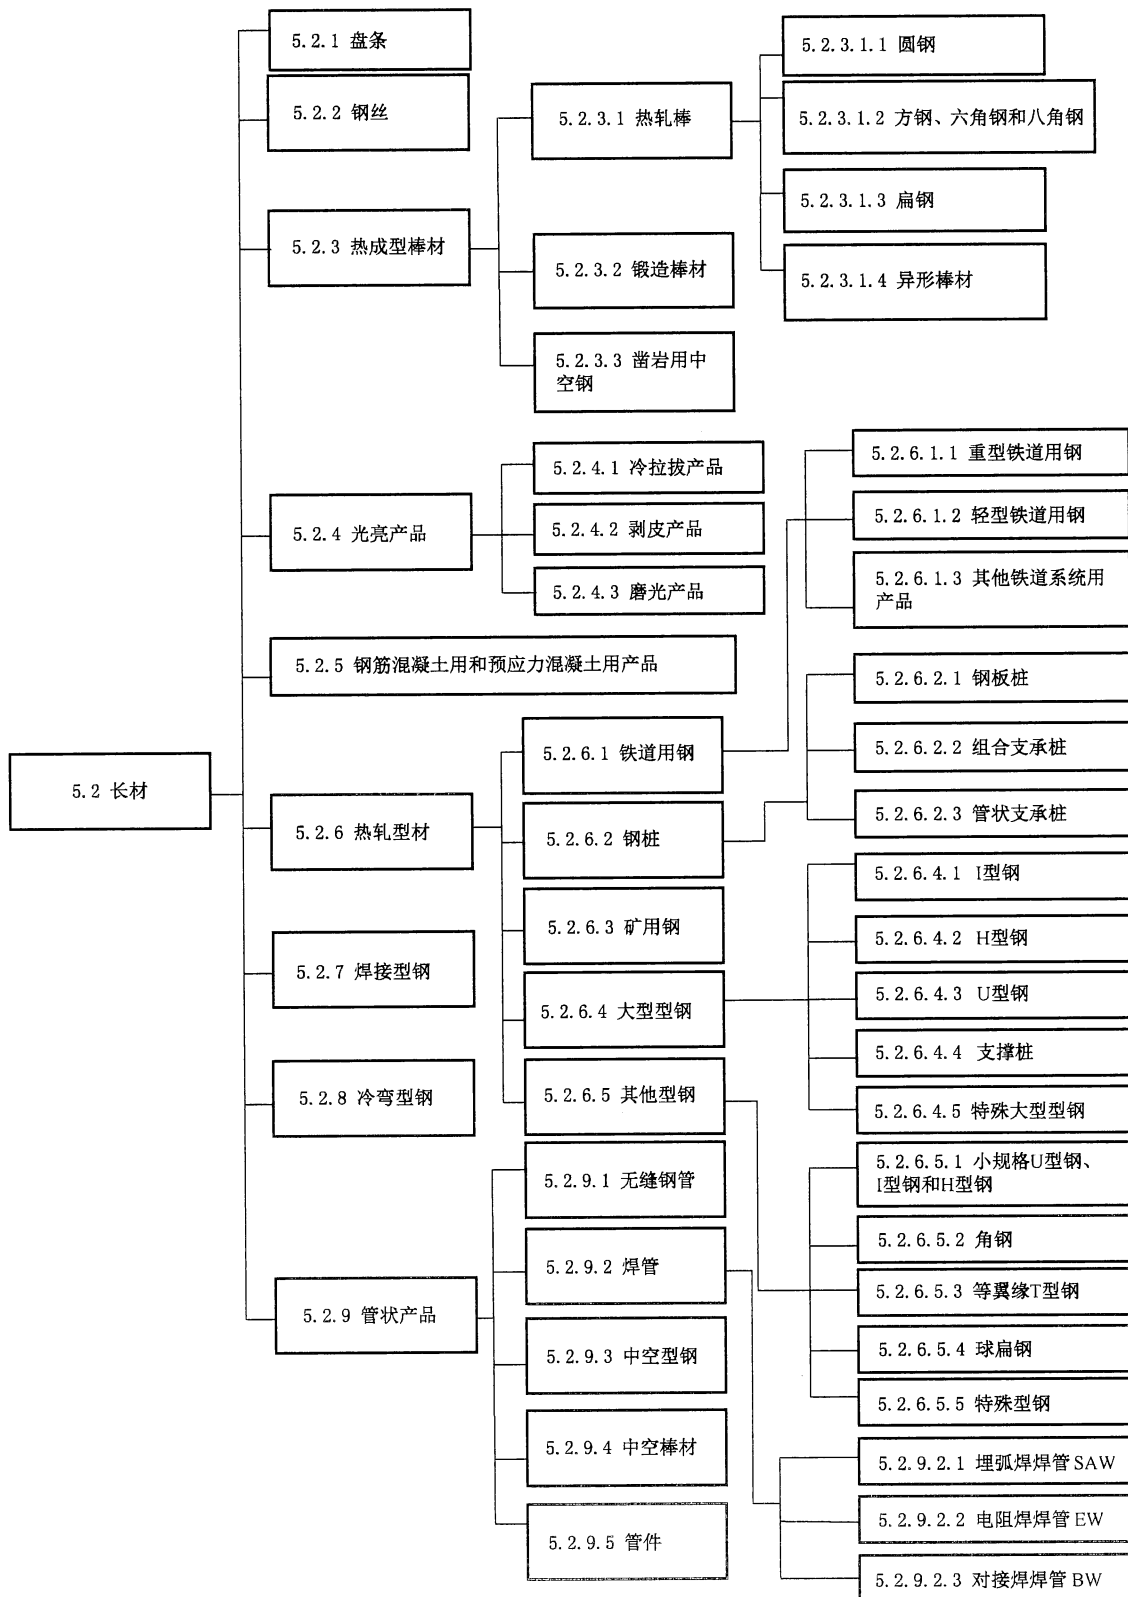 5.2 长材
5.2.1 盘条
5.2.2 钢丝
5.2.3 热成型棒材
5.2.3.1 热轧棒
5.2.3.1.1 圆钢
5.2.3.1.2 方钢、六角钢和八角钢
5.2.3.1.3 扁钢
5.2.3.1.4 异形棒材
5.2.3.2 锻造棒材
5.2.3.3 凿岩用中
空钢
5.2.4 光亮产品
5.2.4.1 冷拉拔产品
5.2.4.2 剥皮产品
5.2.4.3 磨光产品
5.2.5 钢筋混凝土用和预应力混凝土用产品
5.2.6 热轧型材
5.2.6.1 铁道用钢
5.2.6.1.1 重型铁道用钢
5.2.6.1.2 轻型铁道用钢
5.2.6.1.3 其他铁道系统用
产品
5.2.6.2 钢桩
5.2.6.2.1 钢板桩
5.2.6.2.2 组合支承桩
5.2.6.2.3 管状支承桩
5.2.6.3 矿用钢
5.2.6.4 大型型钢
5.2.6.4.1 I型钢
5.2.6.4.2 H型钢
5.2.6.4.3 U型钢
5.2.6.4.4 支撑桩
5.2.6.4.5 特殊大型型钢
5.2.6.5 其他型钢
5.2.6.5.1 小规格U型钢、
I型钢和H型钢
5.2.6.5.2 角钢
5.2.6.5.3 等翼缘T型钢
5.2.6.5.4 球扁钢
5.2.6.5.5 特殊型钢
5.2.7 焊接型钢
5.2.8 冷弯型钢
5.2.9 管状产品
5.2.9.1 无缝钢管
5.2.9.2 焊管
5.2.9.2.1 埋弧焊焊管 SAW
5.2.9.2.2 电阻焊焊管 EW
5.2.9.2.3 对接焊焊管 BW
5.2.9.3 中空型钢
5.2.9.4 中空棒材
5.2.9.5 管件